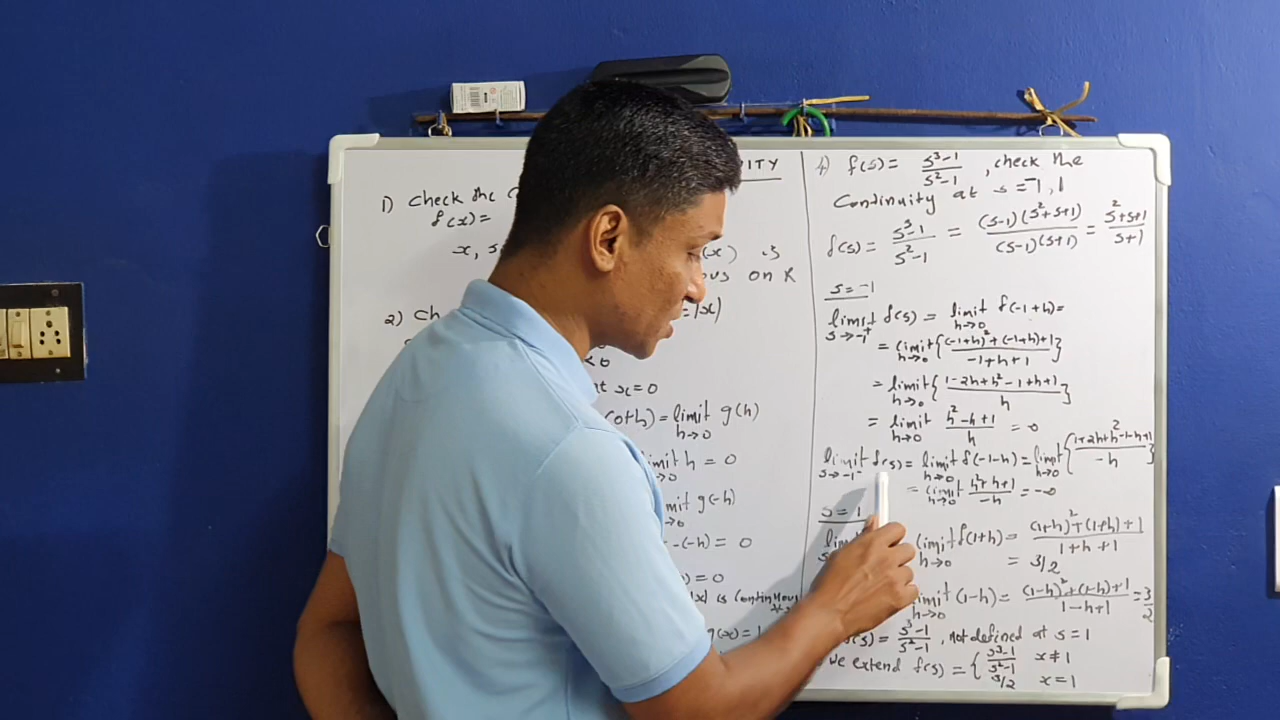 ITY
1) Check the
f(x) =
x, s
(x) is
ous on R
2) Ch
= |x|
< 0
at x=0
(0+h) = limit g(h)
h→0
imit h = 0
imit g(-h)
→0
-(-h) = 0
) = 0
|x| is continuous
g(x) = 1
4) f(s) = s³-1 / s²-1 , check the
Continuity at s = -1, 1
f(s) = s³-1 / s²-1 = (s-1)(s²+s+1) / (s-1)(s+1) = s²+s+1 / s+1
s = -1
limit s→-1⁺ f(s) = limit h→0 f(-1+h) =
= limit h→0 { (-1+h)²+(-1+h)+1 / -1+h+1 }
= limit h→0 { 1-2h+h²-1+h+1 / h }
= limit h→0 h²-h+1 / h = ∞
limit s→-1⁻ f(s) = limit h→0 f(-1-h) = limit h→0 { 1+2h+h²-1-h+1 / -h }
= limit h→0 h²+h+1 / -h = -∞
s = 1
lim
limit h→0 f(1+h) = (1+h)²+(1+h)+1 / 1+h+1
= 3/2
limit h→0 (1-h) = (1-h)²+(1-h)+1 / 1-h+1 = 3/2
(s) = s³-1 / s²-1 , not defined at s = 1
we extend f(s) = { s³-1 / s²-1 x≠1
3/2 x=1